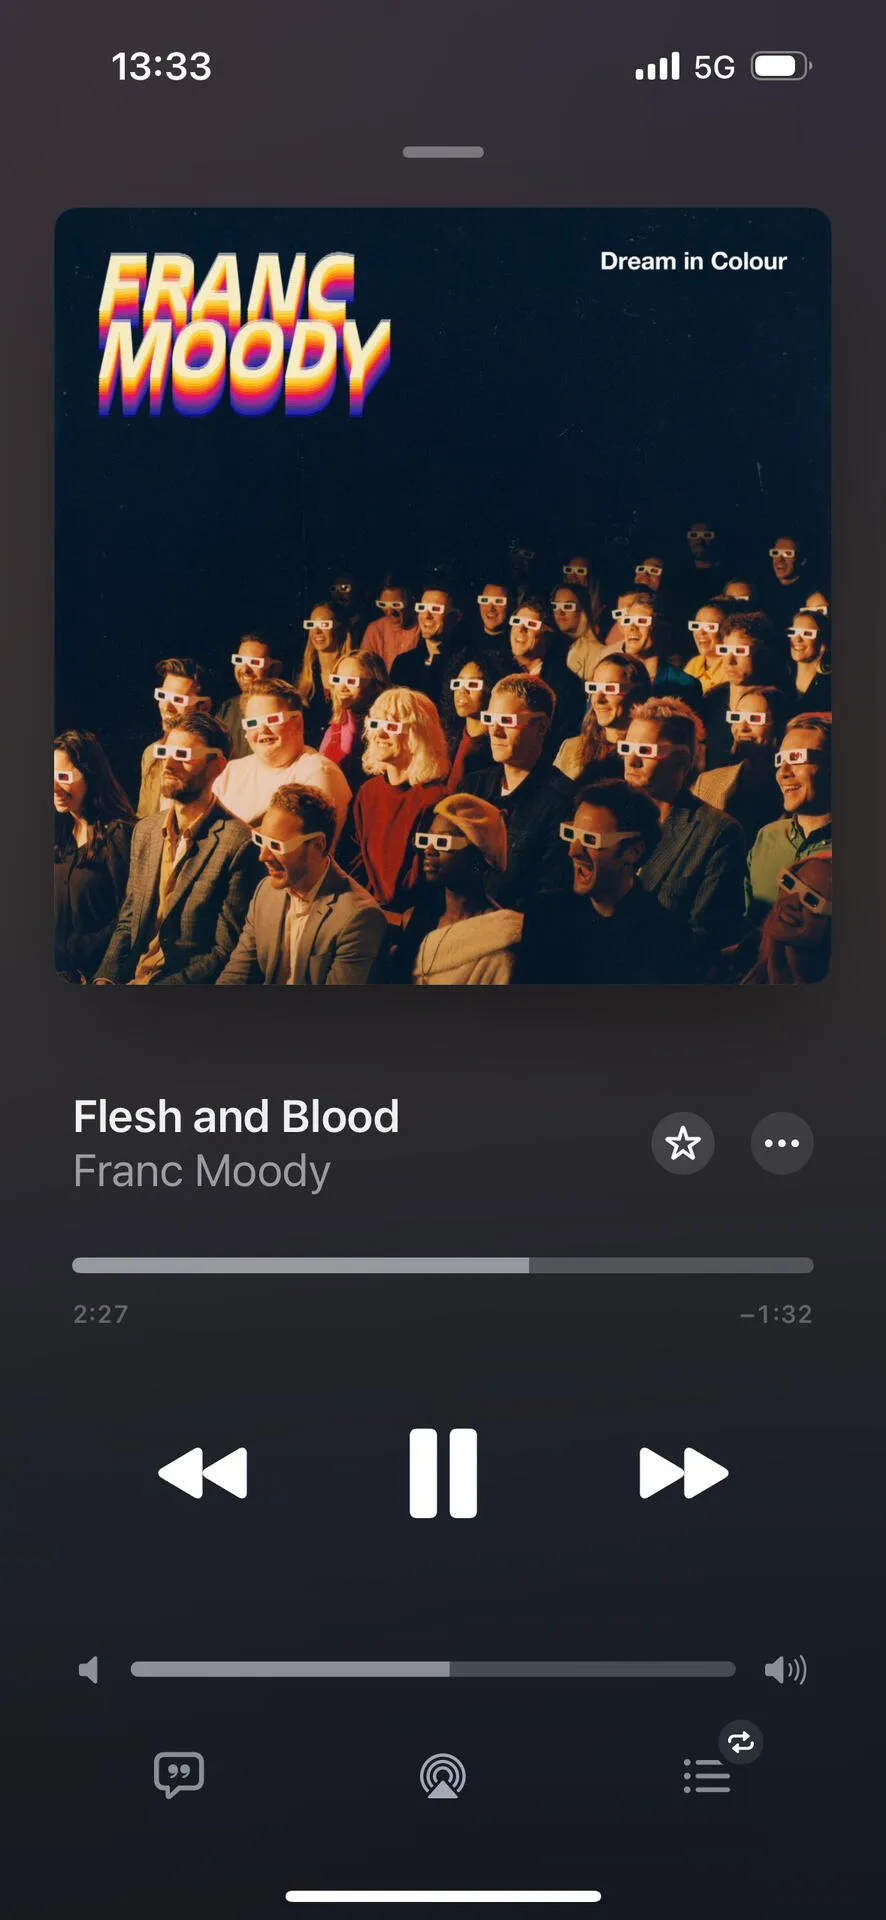 13:33
5G
FRANC
MOODY
Dream in Colour
Flesh and Blood
Franc Moody
2:27
–1:32